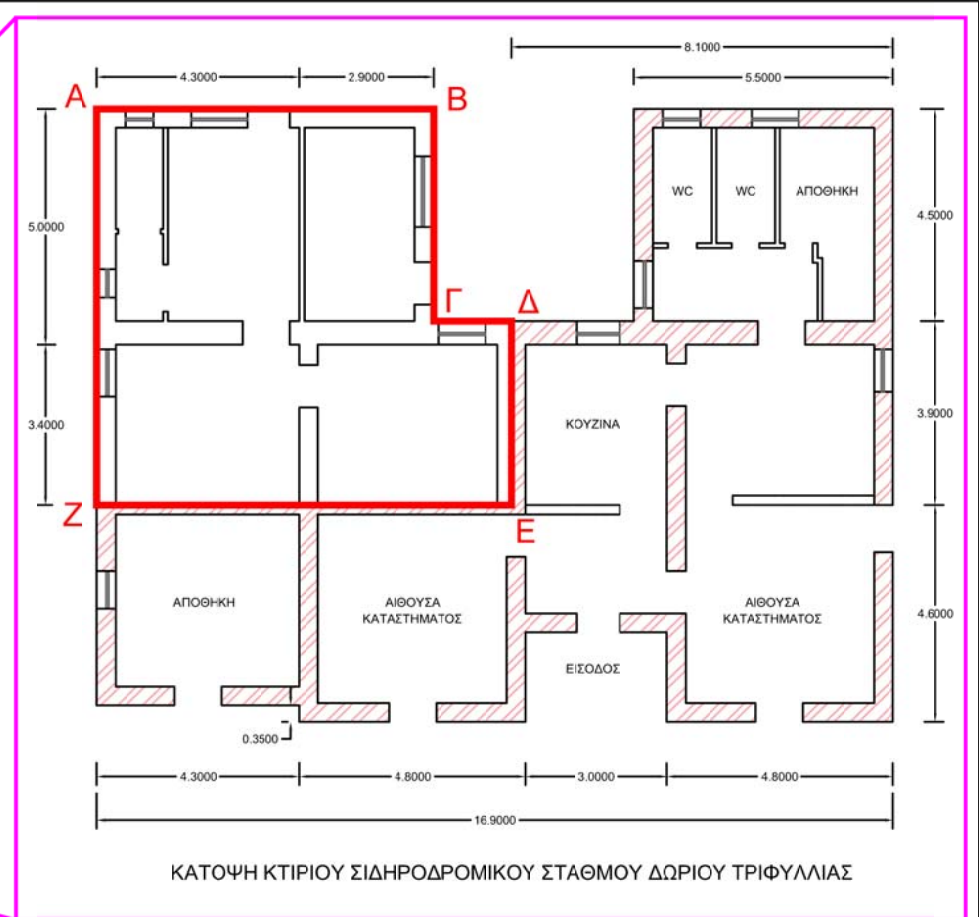 8.1000
4.3000
2.9000
5.5000
Α
Β
5.0000
WC
WC
ΑΠΟΘΗΚΗ
4.5000
Γ
Δ
3.4000
ΚΟΥΖΙΝΑ
3.9000
Ζ
Ε
ΑΠΟΘΗΚΗ
ΑΙΘΟΥΣΑ
ΚΑΤΑΣΤΗΜΑΤΟΣ
ΑΙΘΟΥΣΑ
ΚΑΤΑΣΤΗΜΑΤΟΣ
4.6000
ΕΙΣΟΔΟΣ
0.3500
4.3000
4.8000
3.0000
4.8000
16.9000
ΚΑΤΟΨΗ ΚΤΙΡΙΟΥ ΣΙΔΗΡΟΔΡΟΜΙΚΟΥ ΣΤΑΘΜΟΥ ΔΩΡΙΟΥ ΤΡΙΦΥΛΛΙΑΣ